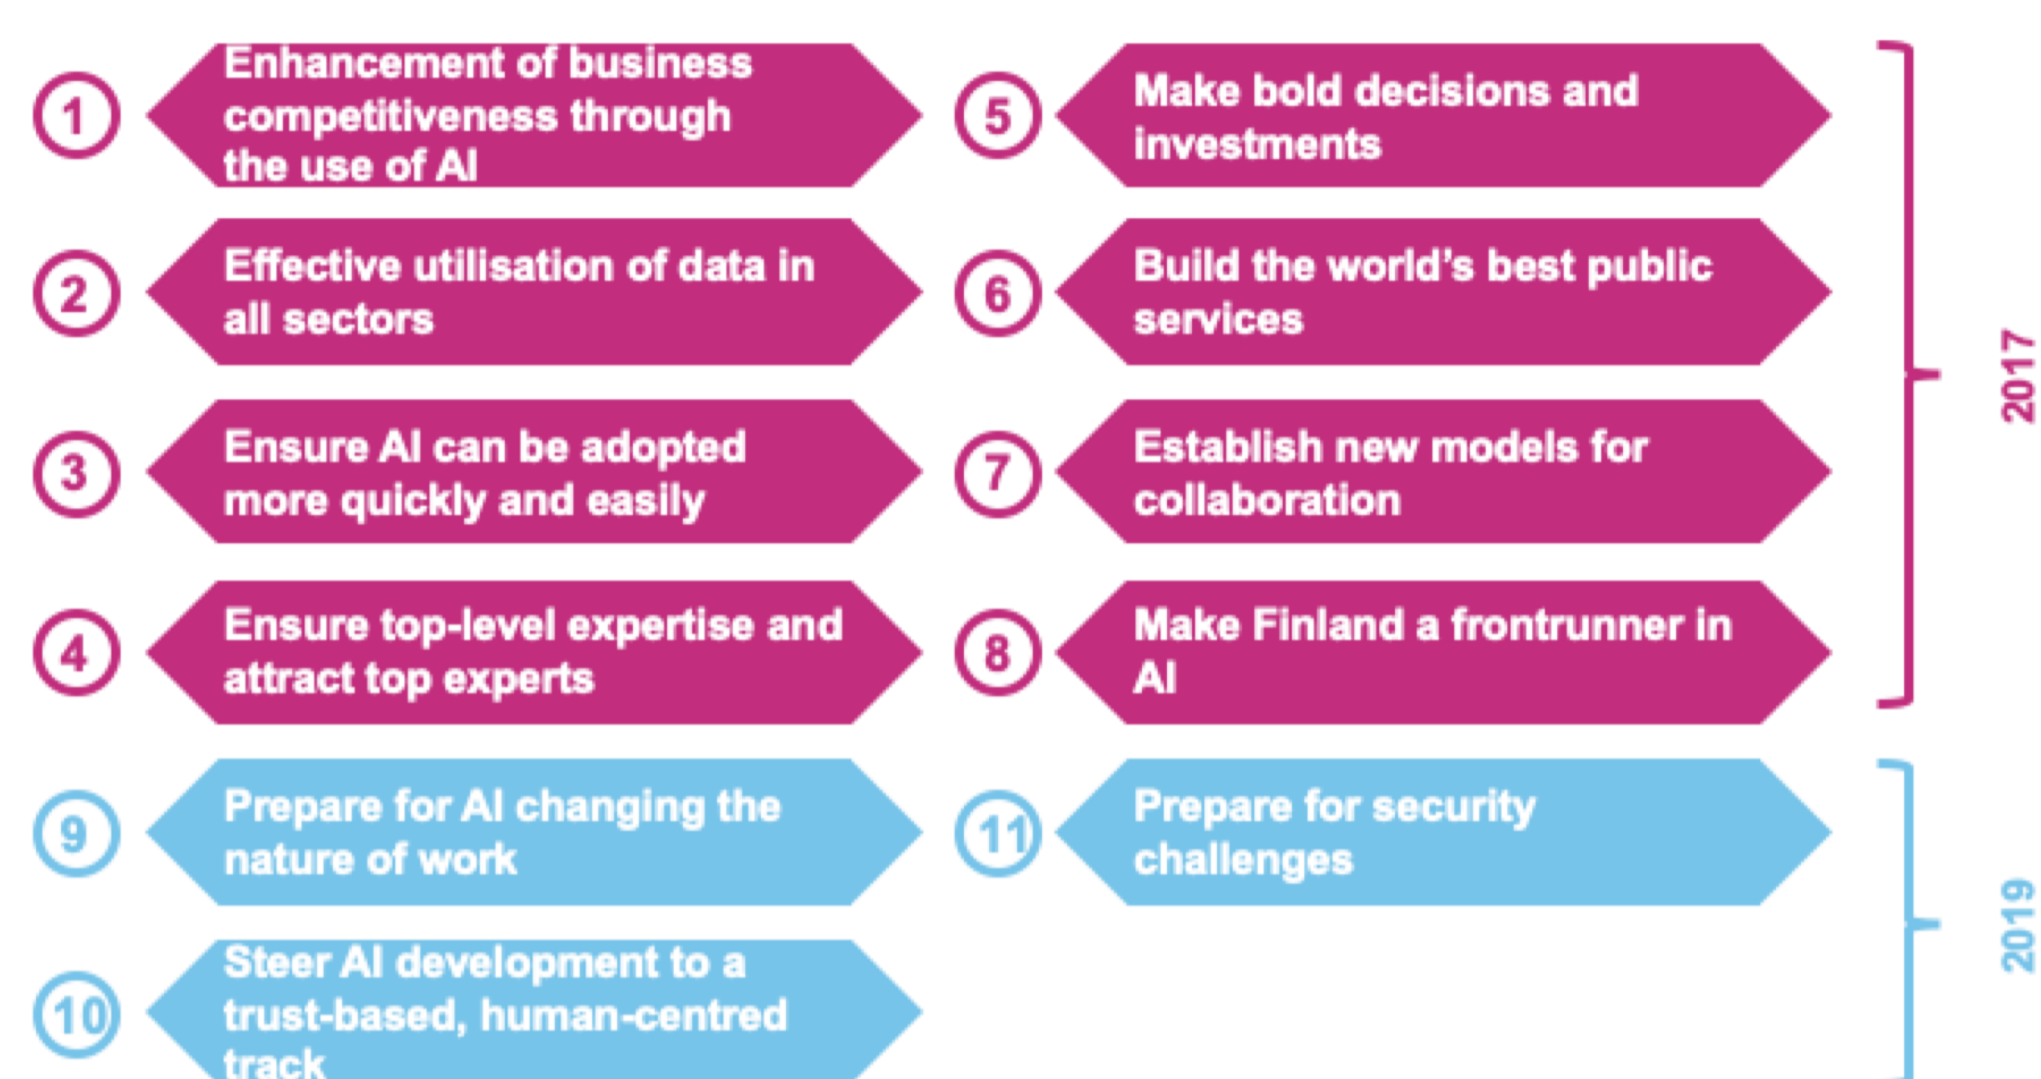 1
Enhancement of business
competitiveness through
the use of AI
2
Effective utilisation of data in
all sectors
3
Ensure AI can be adopted
more quickly and easily
4
Ensure top-level expertise and
attract top experts
5
Make bold decisions and
investments
6
Build the world’s best public
services
7
Establish new models for
collaboration
8
Make Finland a frontrunner in
AI
2017
9
Prepare for AI changing the
nature of work
10
Steer AI development to a
trust-based, human-centred
track
11
Prepare for security
challenges
2019